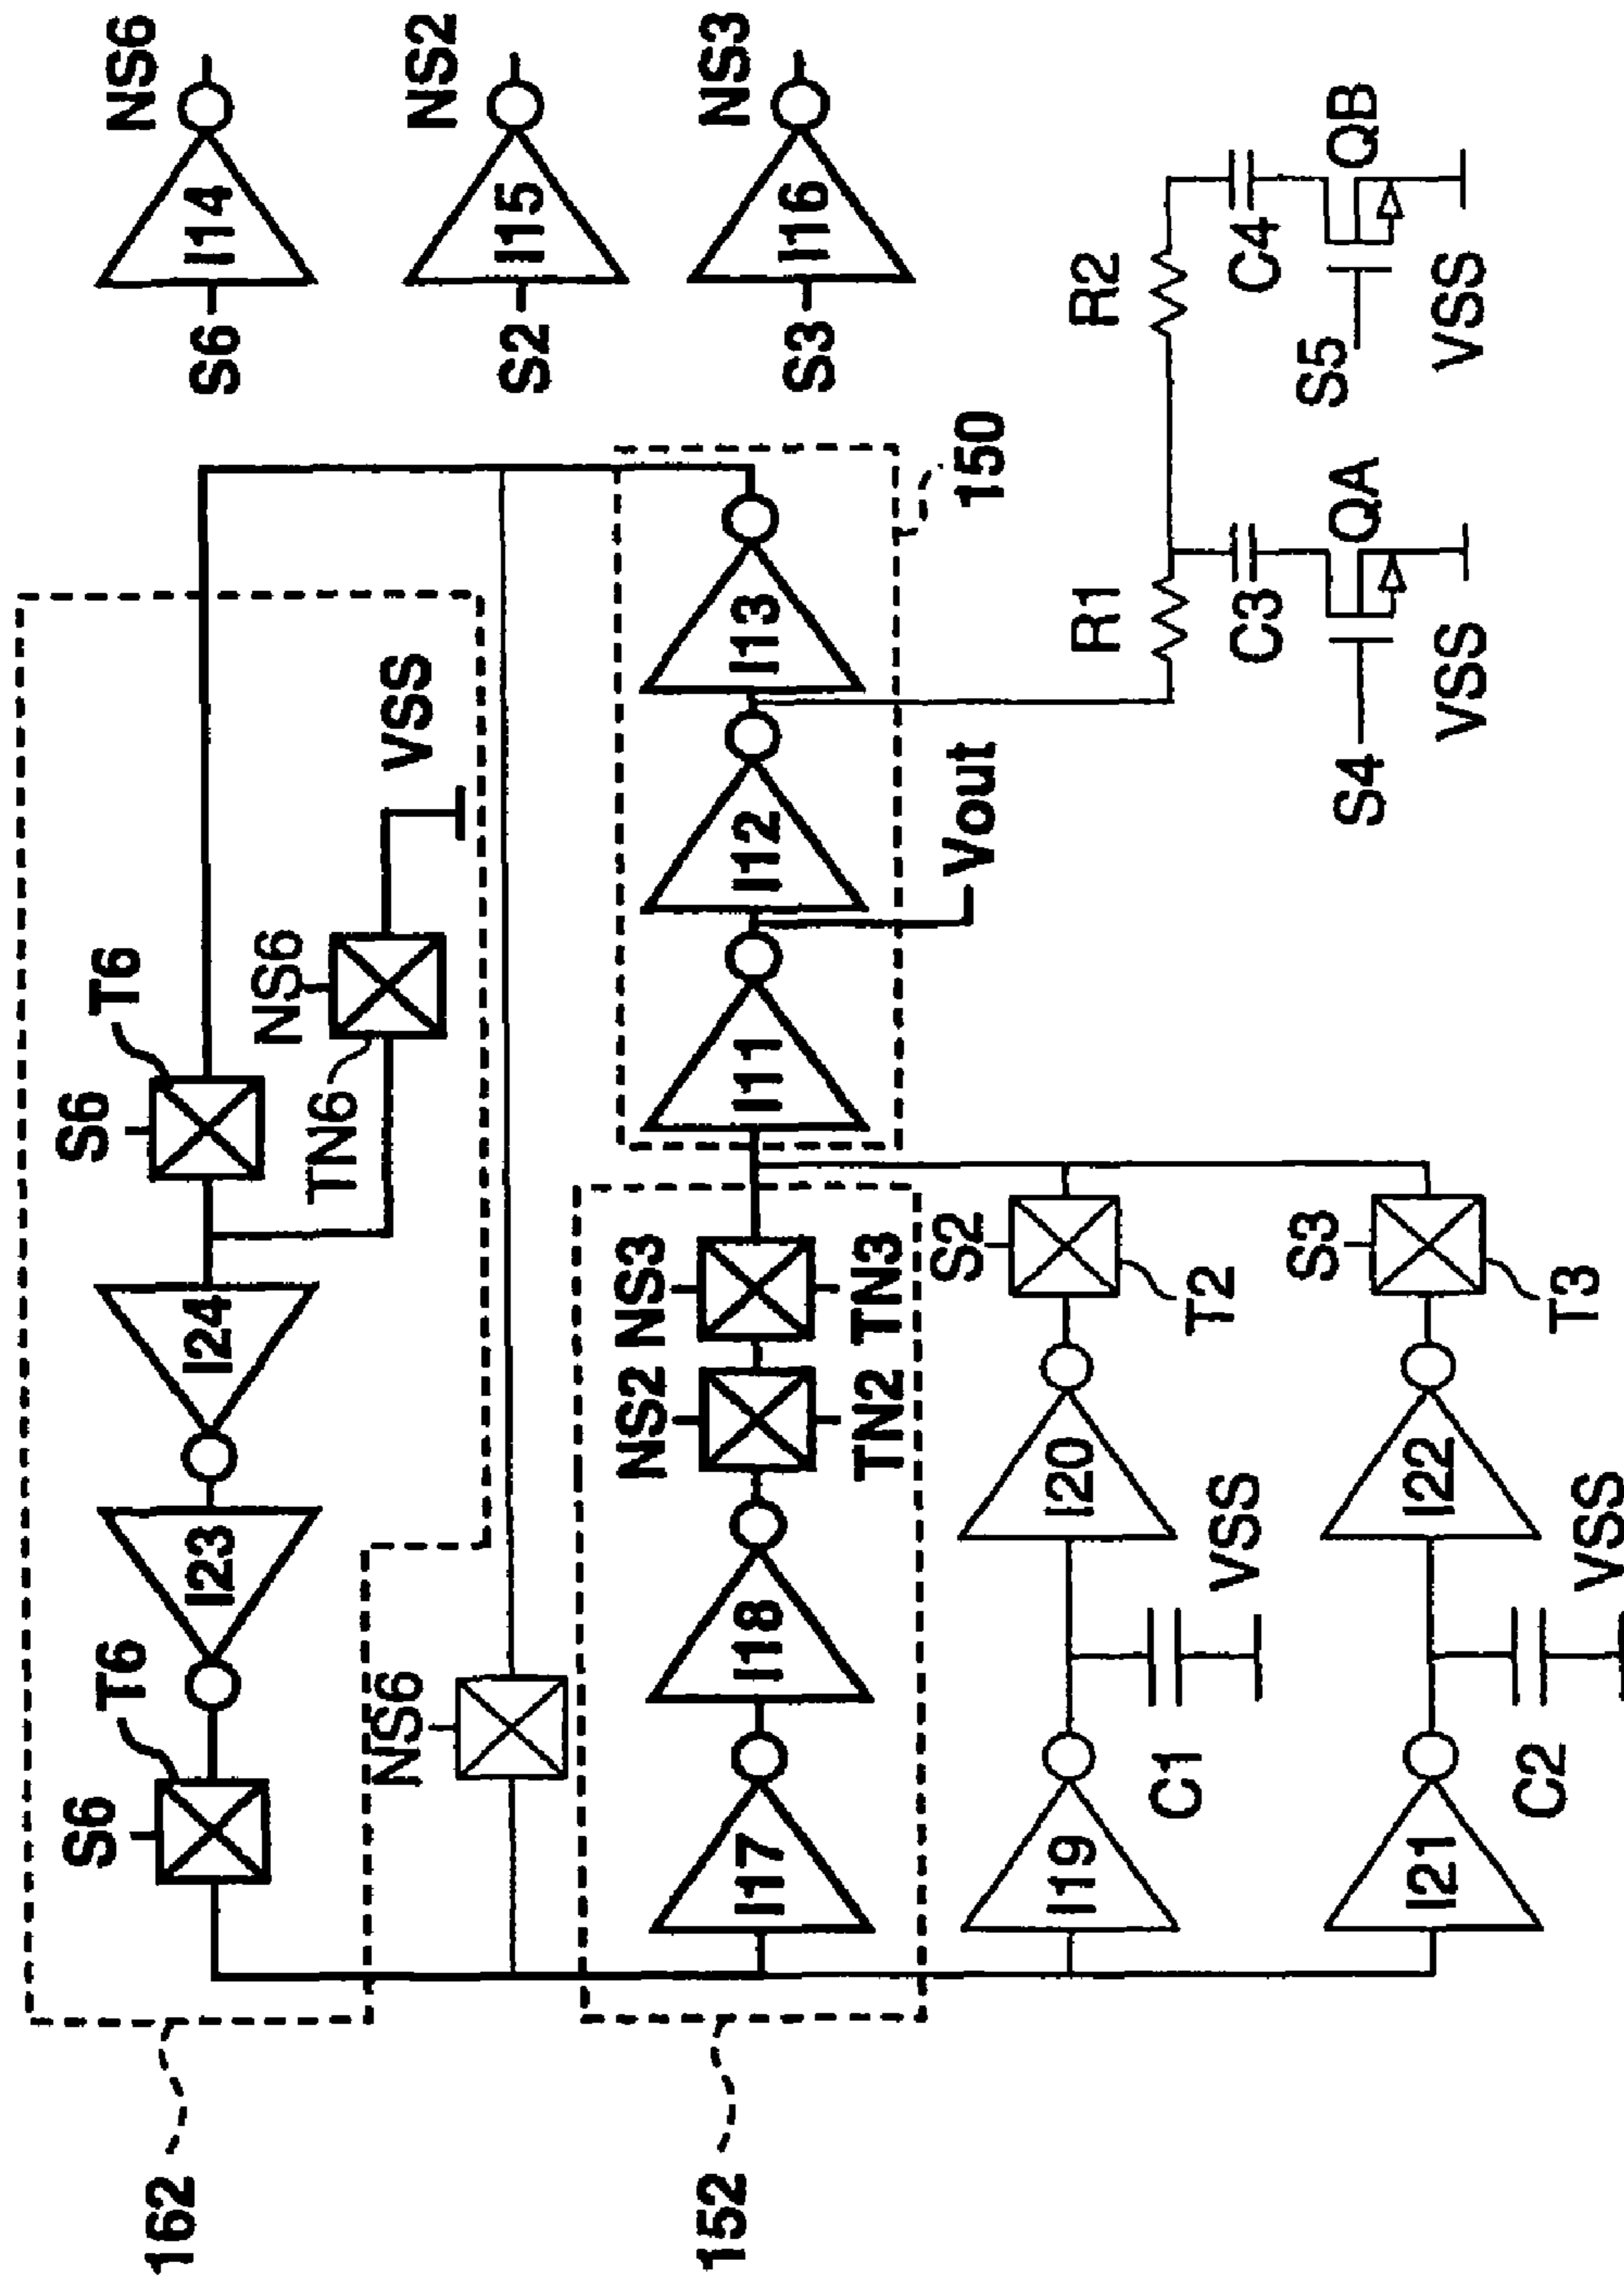 162
S6
T6
I23
I24
S6
T6
TN6
NS6
VSS
S6
I14
NS6
S2
I15
NS2
S3
I16
NS3
NS6
152
I17
I18
NS2
TN2
NS3
TN3
I11
I12
I13
150
Vout
I19
C1
VSS
I20
S2
T2
I21
C2
VSS
I22
S3
T3
R1
R2
C3
C4
S4
QA
VSS
S5
QB
VSS